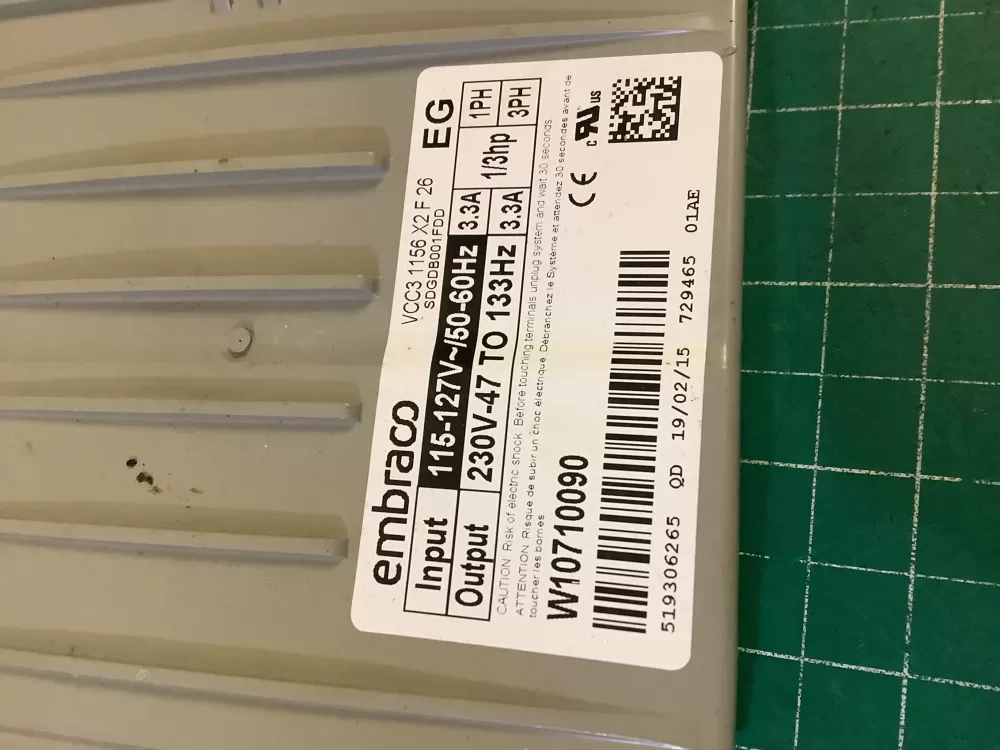 embraco
VCC3 1156 X2 F 26
SDGDB001FDD
EG
Input 115-127V~/50-60Hz 3.3A 1/3hp 1PH
Output 230V-47 TO 133Hz 3.3A 3PH
CAUTION Risk of electric shock. Before touching terminals unplug system and wait 30 seconds.
ATTENTION. Risque de subir un choc électrique. Débranchez le Système et attendez 30 secondes avant de
toucher les bornes
W10710090
CE c UR us
519306265 QD 19/02/15 729465 01AE